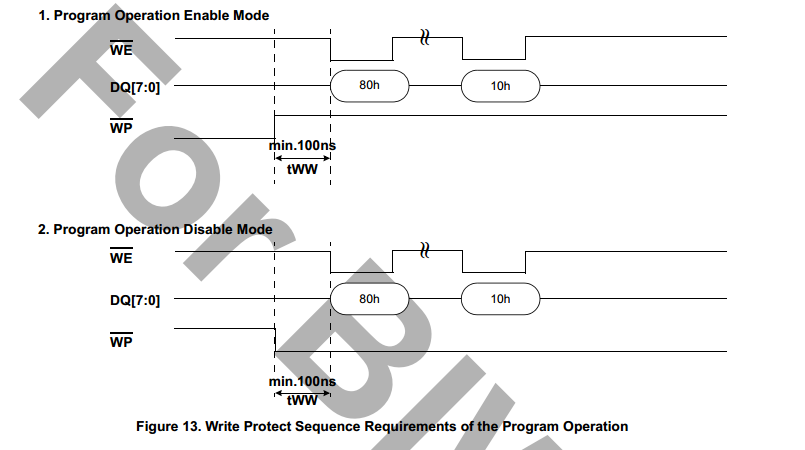 1. Program Operation Enable Mode
WE
DQ[7:0]
80h
10h
WP
min.100ns
tWW
2. Program Operation Disable Mode
WE
DQ[7:0]
80h
10h
WP
min.100ns
tWW
Figure 13. Write Protect Sequence Requirements of the Program Operation
For